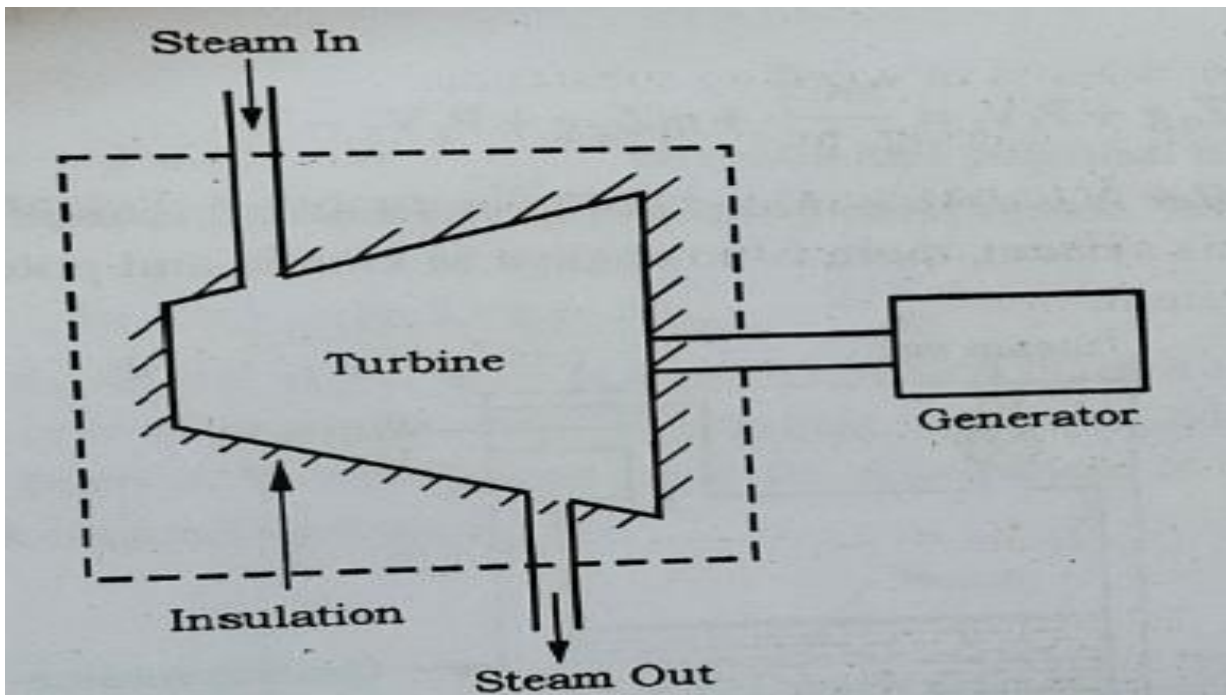 Steam In
Turbine
Generator
Insulation
Steam Out